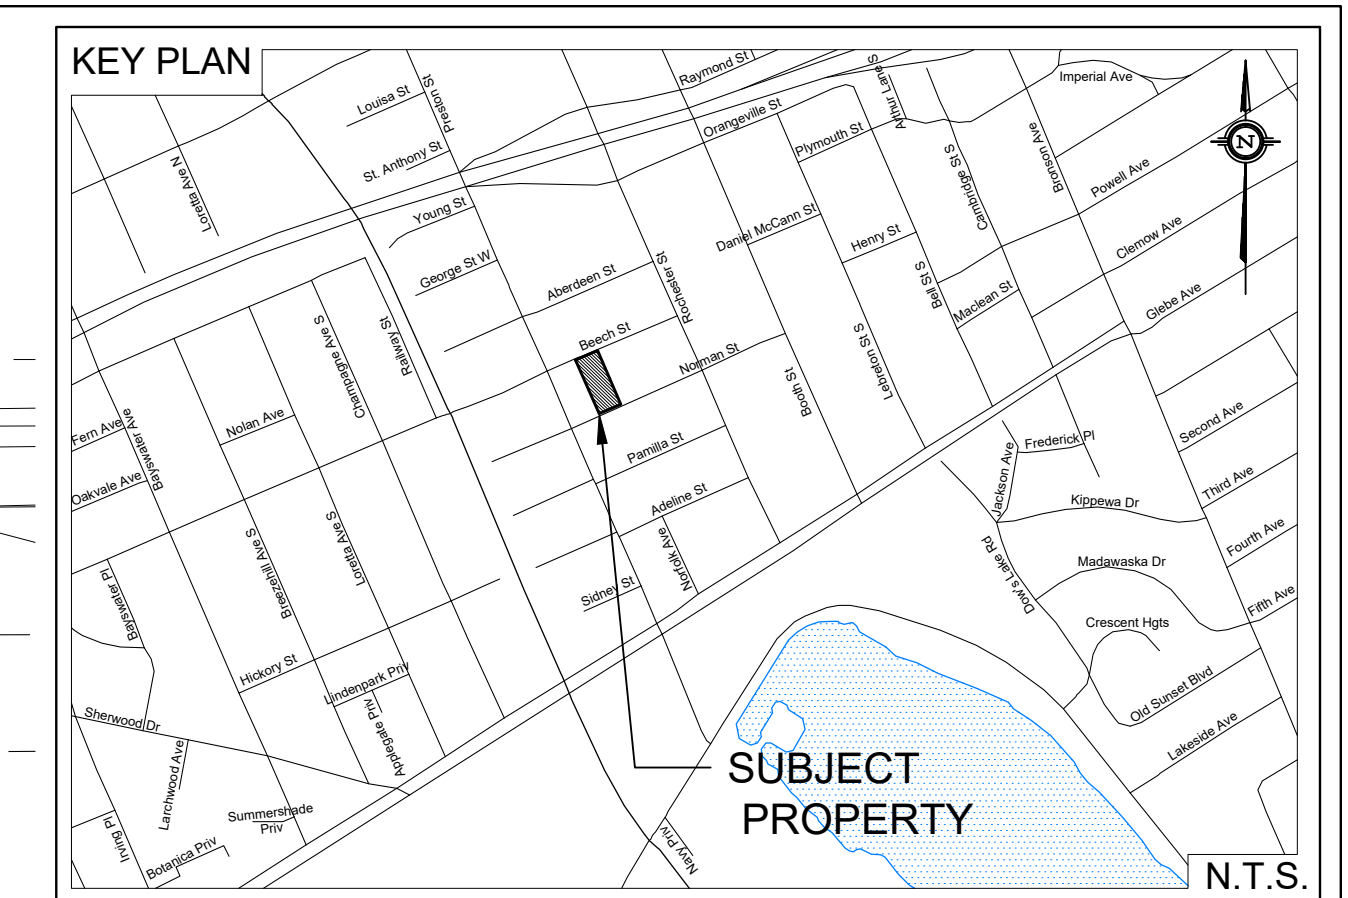 KEY PLAN
Raymond St
Imperial Ave
Louisa St
Preston St
Arthur Lane S
Orangeville St
Plymouth St
Bronson Ave
St. Anthony St
Cambridge St S
Powell Ave
N
Loretta Ave N
Young St
Daniel McCann St
Henry St
Clemow Ave
George St W
Aberdeen St
Rochester St
Bell St S
Maclean St
Glebe Ave
Champagne Ave S
Railway St
Beech St
Norman St
Lebreton St S
Booth St
Fern Ave
Bayswater Ave
Nolan Ave
Pamilla St
Second Ave
Frederick Pl
Jackson Ave
Oakvale Ave
Adeline St
Kippewa Dr
Third Ave
Breezehill Ave S
Loretta Ave S
Norfolk Ave
Fourth Ave
Dow's Lake Rd
Madawaska Dr
Bayswater Pl
Sidney St
Fifth Ave
Crescent Hgts
Hickory St
Lindenpark Priv
Old Sunset Blvd
Sherwood Dr
Applegate Priv
Lakeside Ave
Larchwood Ave
SUBJECT
PROPERTY
Summershade
Priv
Irving Pl
Botanica Priv
Navy Priv
N.T.S.